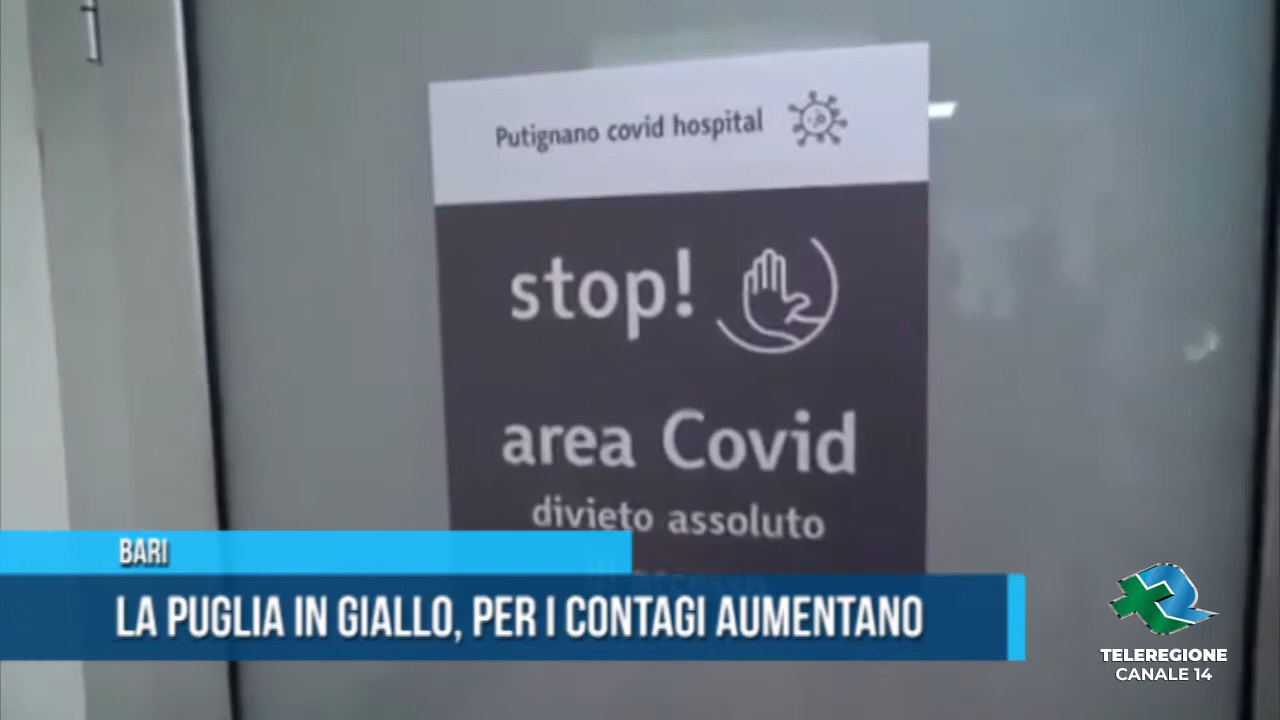 Putignano covid hospital
stop!
area Covid
divieto assoluto
BARI
LA PUGLIA IN GIALLO, PER I CONTAGI AUMENTANO
TELEREGIONE
CANALE 14